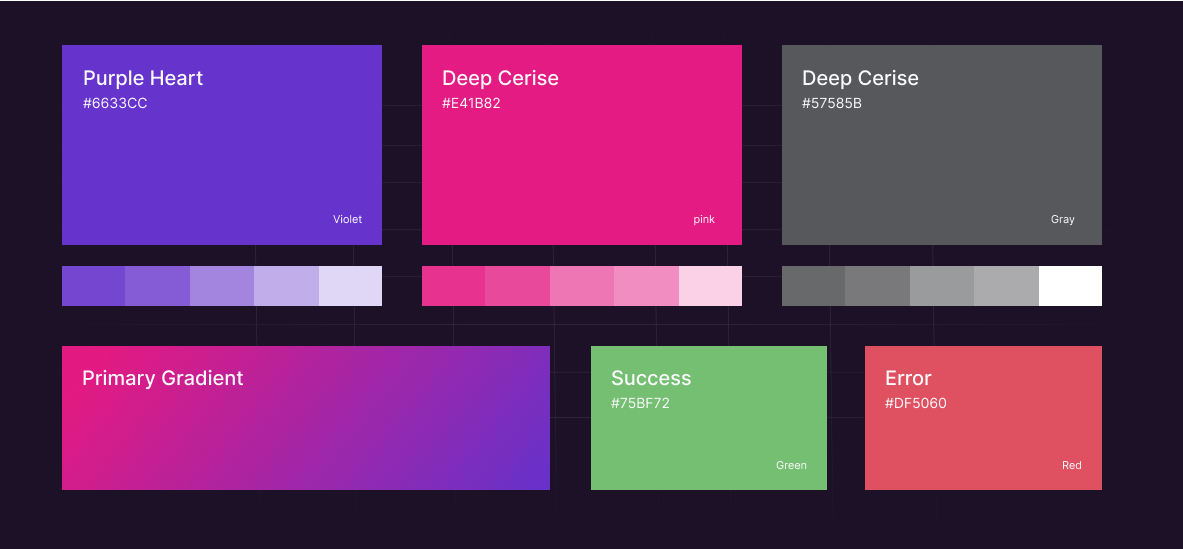 Purple Heart
#6633CC
Violet
Deep Cerise
#E41B82
pink
Deep Cerise
#57585B
Gray
Primary Gradient
Success
#75BF72
Green
Error
#DF5060
Red